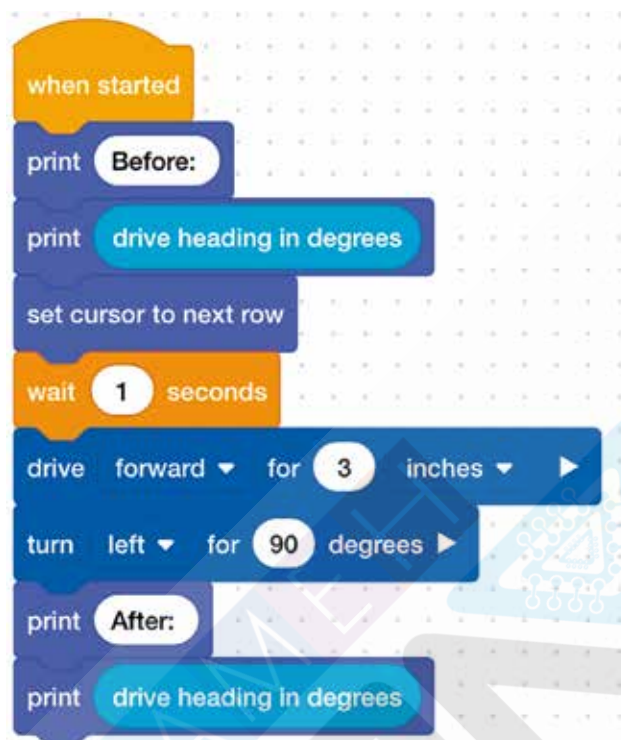 when started
print Before:
print drive heading in degrees
set cursor to next row
wait 1 seconds
drive forward for 3 inches
turn left for 90 degrees
print After:
print drive heading in degrees